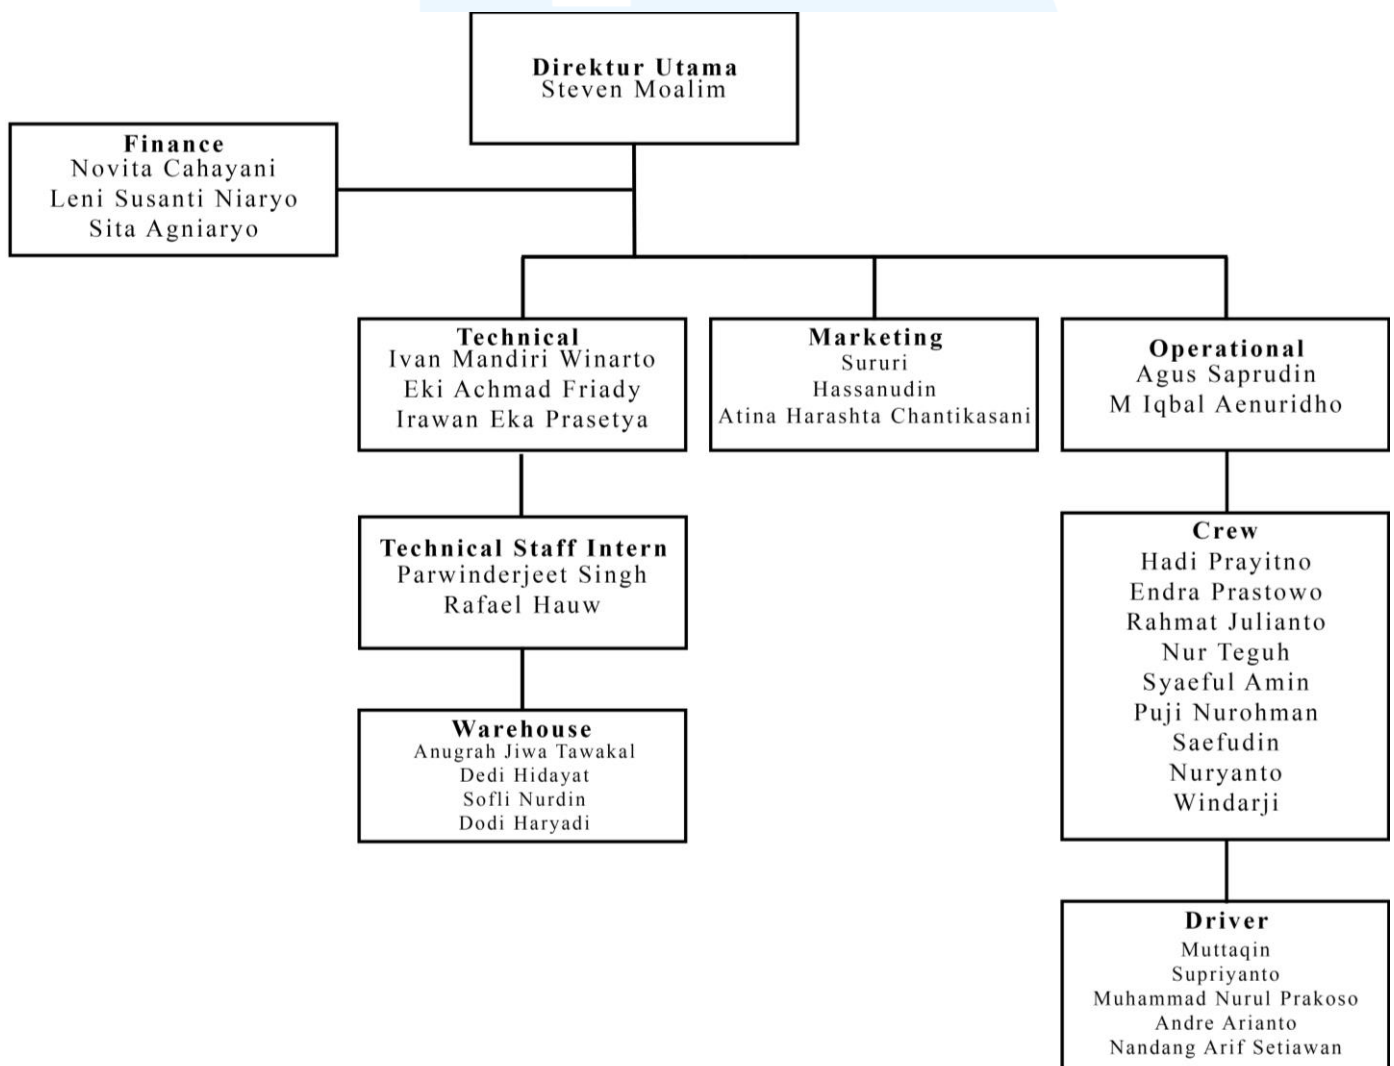 Direktur Utama
Steven Moalim
Finance
Novita Cahayani
Leni Susanti Niaryo
Sita Agniaryo
Technical
Ivan Mandiri Winarto
Eki Achmad Friady
Irawan Eka Prasetya
Marketing
Sururi
Hassanudin
Atina Harashta Chantikasani
Operational
Agus Saprudin
M Iqbal Aenuridho
Technical Staff Intern
Parwinderjeet Singh
Rafael Hauw
Crew
Hadi Prayitno
Endra Prastowo
Rahmat Julianto
Nur Teguh
Syaeful Amin
Puji Nurohman
Saefudin
Nuryanto
Windarji
Warehouse
Anugrah Jiwa Tawakal
Dedi Hidayat
Sofli Nurdin
Dodi Haryadi
Driver
Muttaqin
Supriyanto
Muhammad Nurul Prakoso
Andre Arianto
Nandang Arif Setiawan